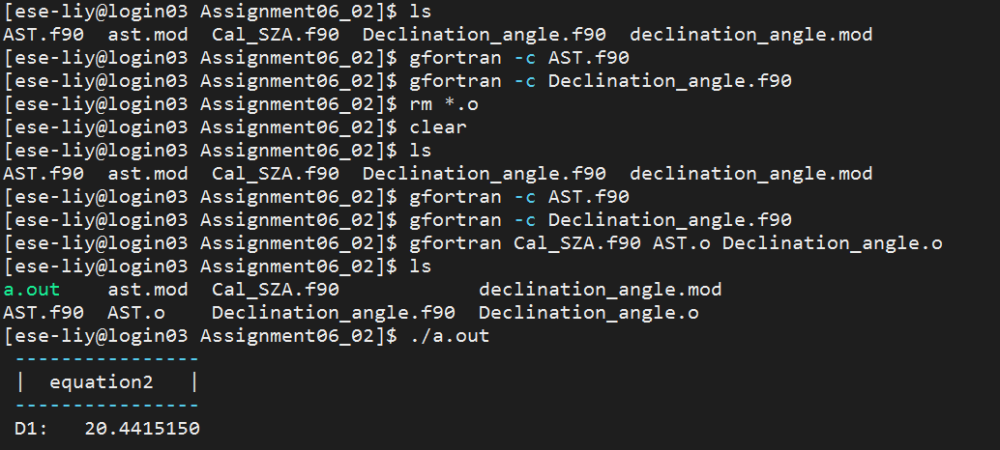 [ese-liy@login03 Assignment06_02]$ ls
AST.f90  ast.mod  Cal_SZA.f90  Declination_angle.f90  declination_angle.mod
[ese-liy@login03 Assignment06_02]$ gfortran -c AST.f90
[ese-liy@login03 Assignment06_02]$ gfortran -c Declination_angle.f90
[ese-liy@login03 Assignment06_02]$ rm *.o
[ese-liy@login03 Assignment06_02]$ clear
[ese-liy@login03 Assignment06_02]$ ls
AST.f90  ast.mod  Cal_SZA.f90  Declination_angle.f90  declination_angle.mod
[ese-liy@login03 Assignment06_02]$ gfortran -c AST.f90
[ese-liy@login03 Assignment06_02]$ gfortran -c Declination_angle.f90
[ese-liy@login03 Assignment06_02]$ gfortran Cal_SZA.f90 AST.o Declination_angle.o
[ese-liy@login03 Assignment06_02]$ ls
a.out    ast.mod  Cal_SZA.f90            declination_angle.mod
AST.f90  AST.o    Declination_angle.f90  Declination_angle.o
[ese-liy@login03 Assignment06_02]$ ./a.out
 ----------------
 |  equation2   |
 ----------------
 D1:   20.4415150